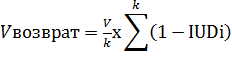 Vвозврат = V/k x ∑^k (1 – IUDi)